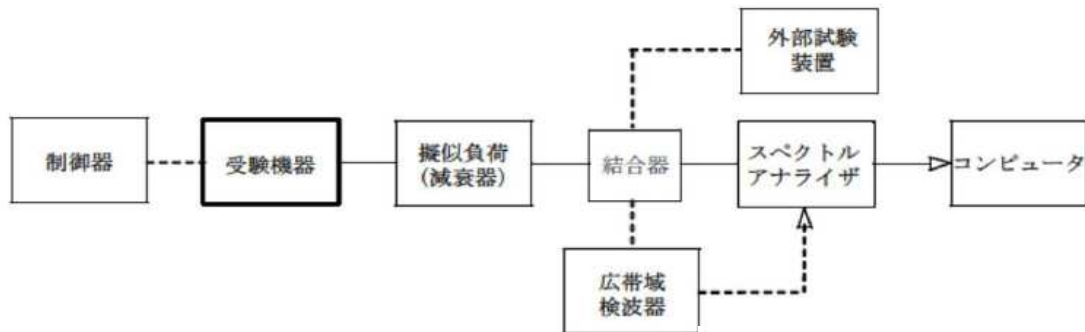 外部試験
装置
制御器
受験機器
擬似負荷
(減衰器)
結合器
スペクトル
アナライザ
コンピュータ
広帯域
検波器